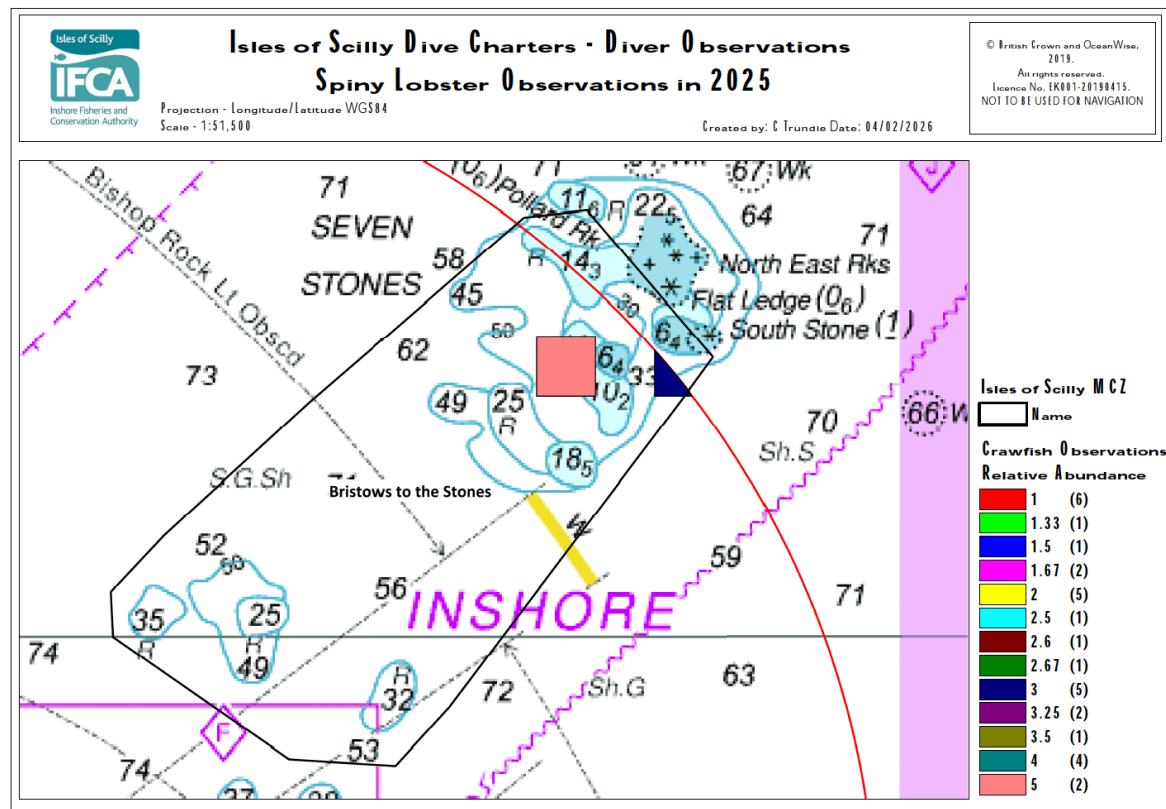 Isles of Scilly
IFCA
Inshore Fisheries and
Conservation Authority
Isles of Scilly Dive Charters - Diver Observations
Spiny Lobster Observations in 2025
Projection - Longitude/Latitude WGS84
Scale - 1:51,500
Created by: C Trundle Date: 04/02/2026
© British Crown and OceanWise,
2019.
All rights reserved.
Licence No. EK001-20190415.
NOT TO BE USED FOR NAVIGATION
Bishop Rock Lt Obscd
71
SEVEN
STONES
58
45
50
62
73
(0₆) Pollard Rk
71
11₆
R
22₅
67 Wk
64
71
J
R
14₃
North East Rks
Flat Ledge (0₆)
South Stone (1)
30
6₄
6₄
33
10₂
49
25
R
18₅
70
66 W
Sh.S
S.G.Sh
Bristows to the Stones
52
50
56
59
71
35
R
25
R
49
INSHORE
74
R
32
72
Sh.G
63
F
53
74
Isles of Scilly MCZ
Name
Crawfish Observations
Relative Abundance
1 (6)
1.33 (1)
1.5 (1)
1.67 (2)
2 (5)
2.5 (1)
2.6 (1)
2.67 (1)
3 (5)
3.25 (2)
3.5 (1)
4 (4)
5 (2)